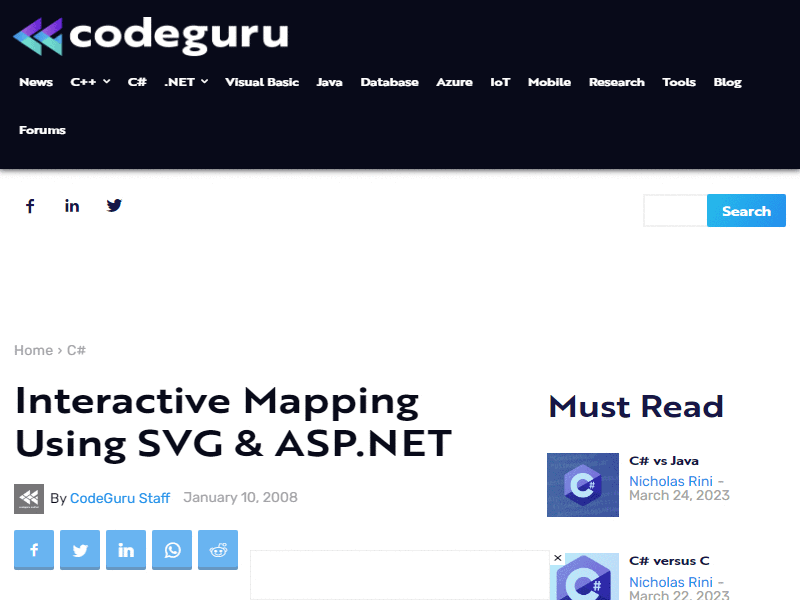 codeguru
News C++ C# .NET Visual Basic Java Database Azure IoT Mobile Research Tools Blog
Forums
Search
Home › C#
Interactive Mapping
Using SVG & ASP.NET
By CodeGuru Staff January 10, 2008
Must Read
C# vs Java
Nicholas Rini -
March 24, 2023
C# versus C
Nicholas Rini -
March 22, 2023